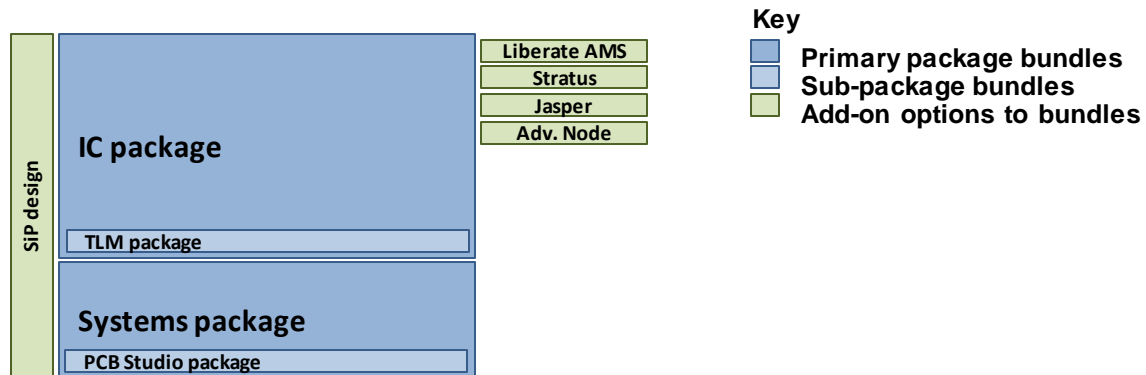 Key
Primary package bundles
Sub-package bundles
Add-on options to bundles
SiP design
IC package
TLM package
Liberate AMS
Stratus
Jasper
Adv. Node
Systems package
PCB Studio package